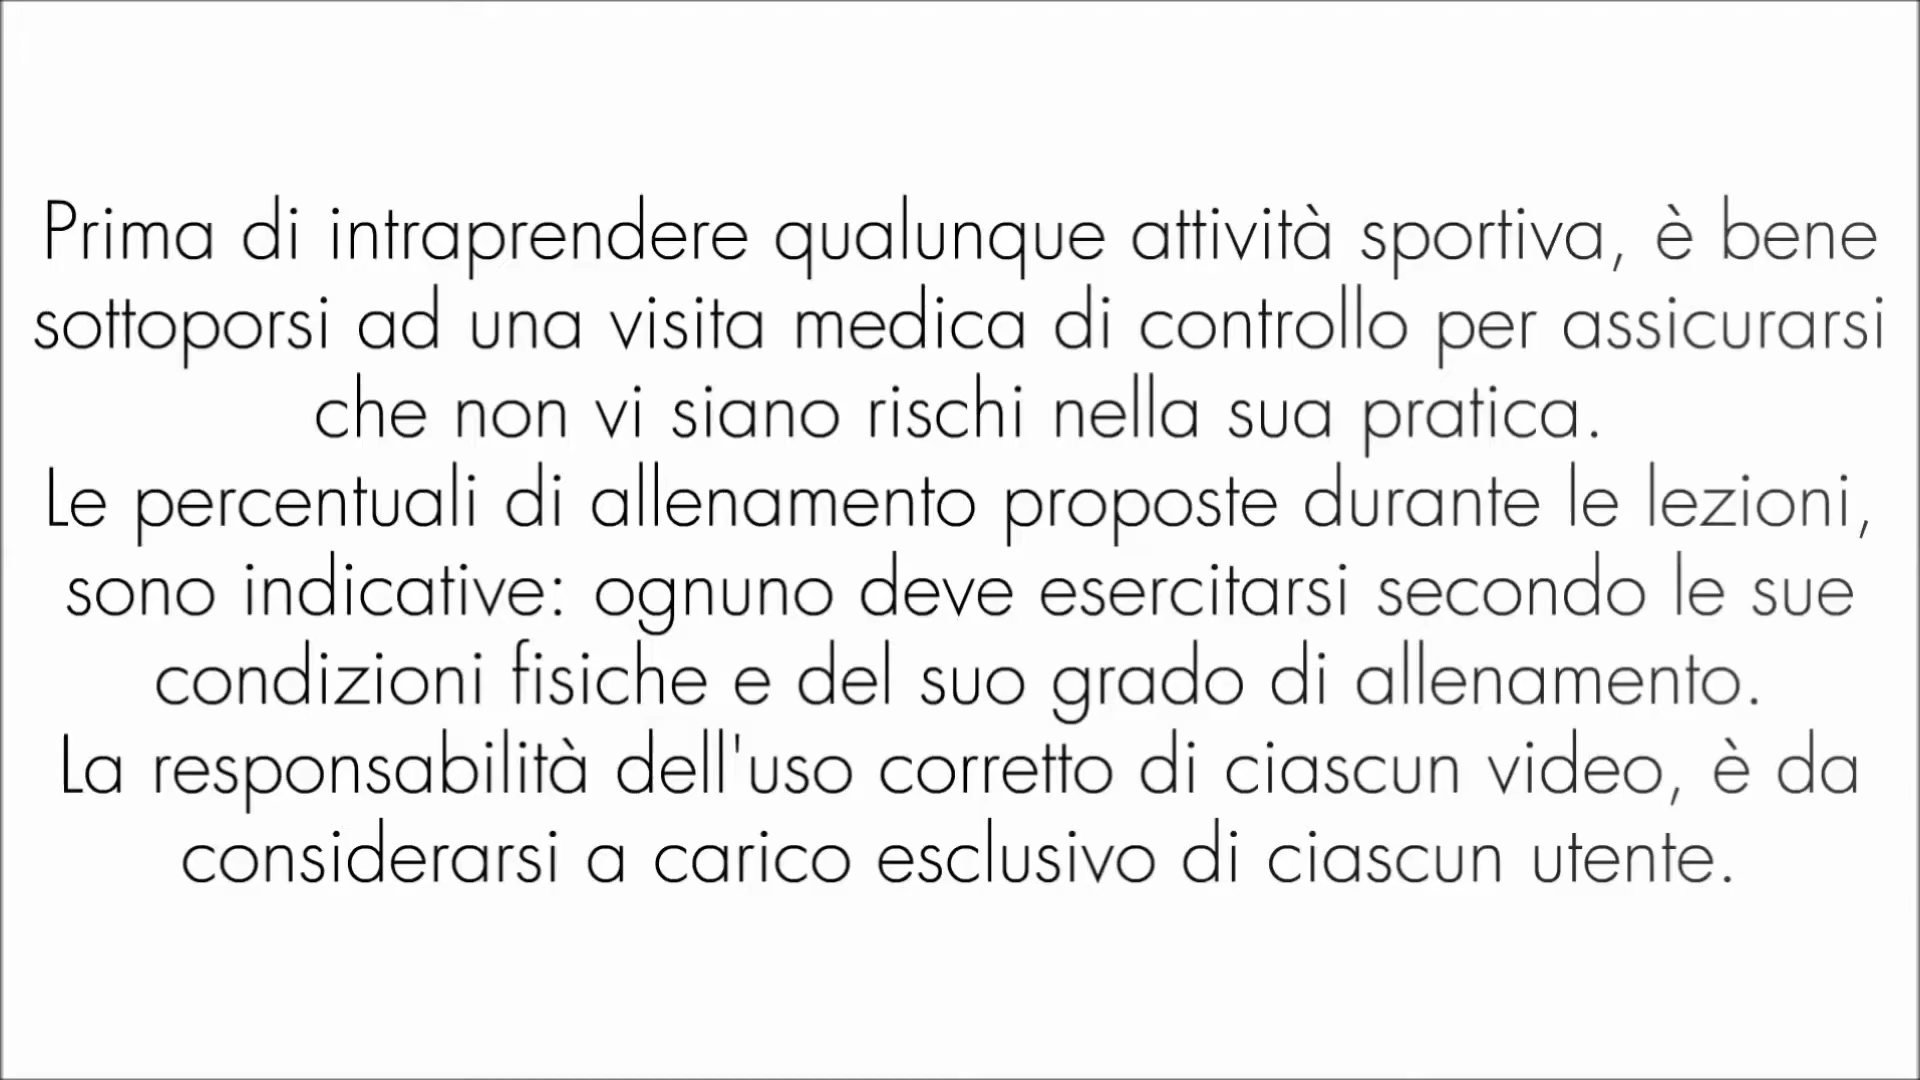 Prima di intraprendere qualunque attività sportiva, è bene
sottoporsi ad una visita medica di controllo per assicurarsi
che non vi siano rischi nella sua pratica.
Le percentuali di allenamento proposte durante le lezioni,
sono indicative: ognuno deve esercitarsi secondo le sue
condizioni fisiche e del suo grado di allenamento.
La responsabilità dell'uso corretto di ciascun video, è da
considerarsi a carico esclusivo di ciascun utente.